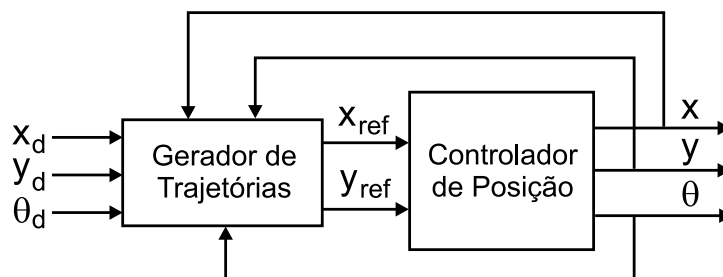 x_d
y_d
θ_d
Gerador de
Trajetórias
x_ref
y_ref
Controlador
de Posição
x
y
θ